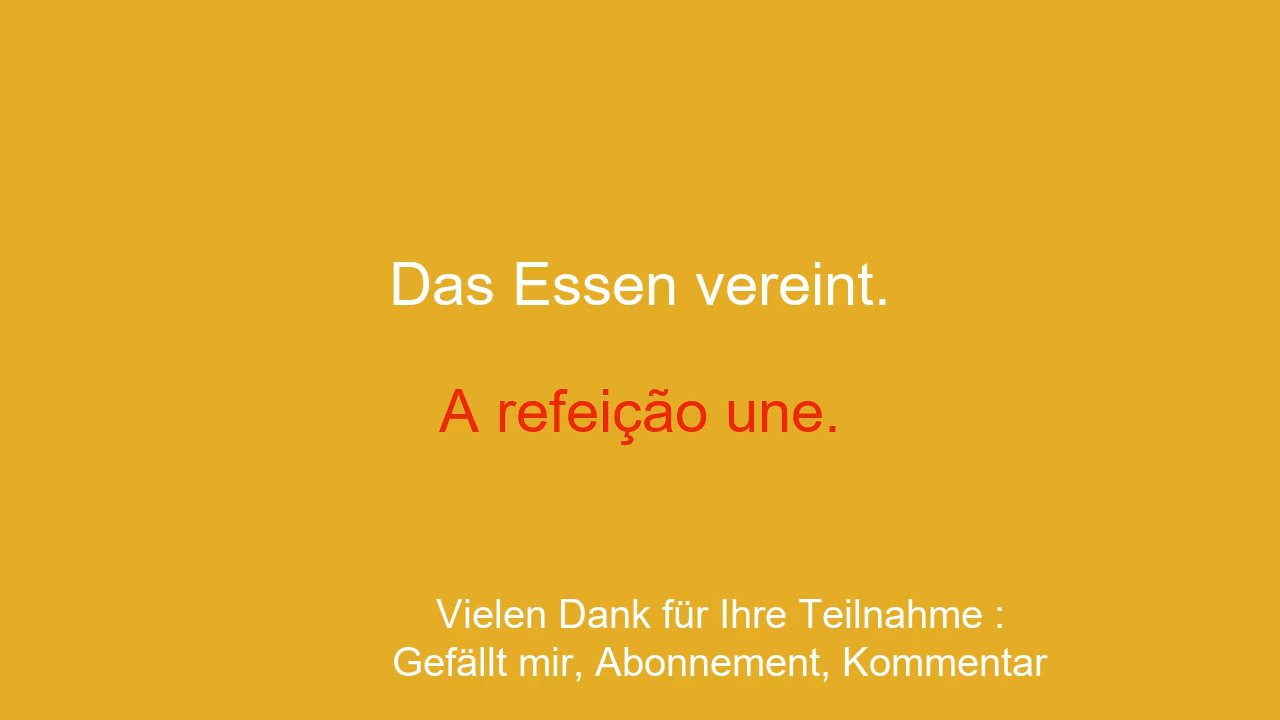 Das Essen vereint.
A refeição une.
Vielen Dank für Ihre Teilnahme :
Gefällt mir, Abonnement, Kommentar